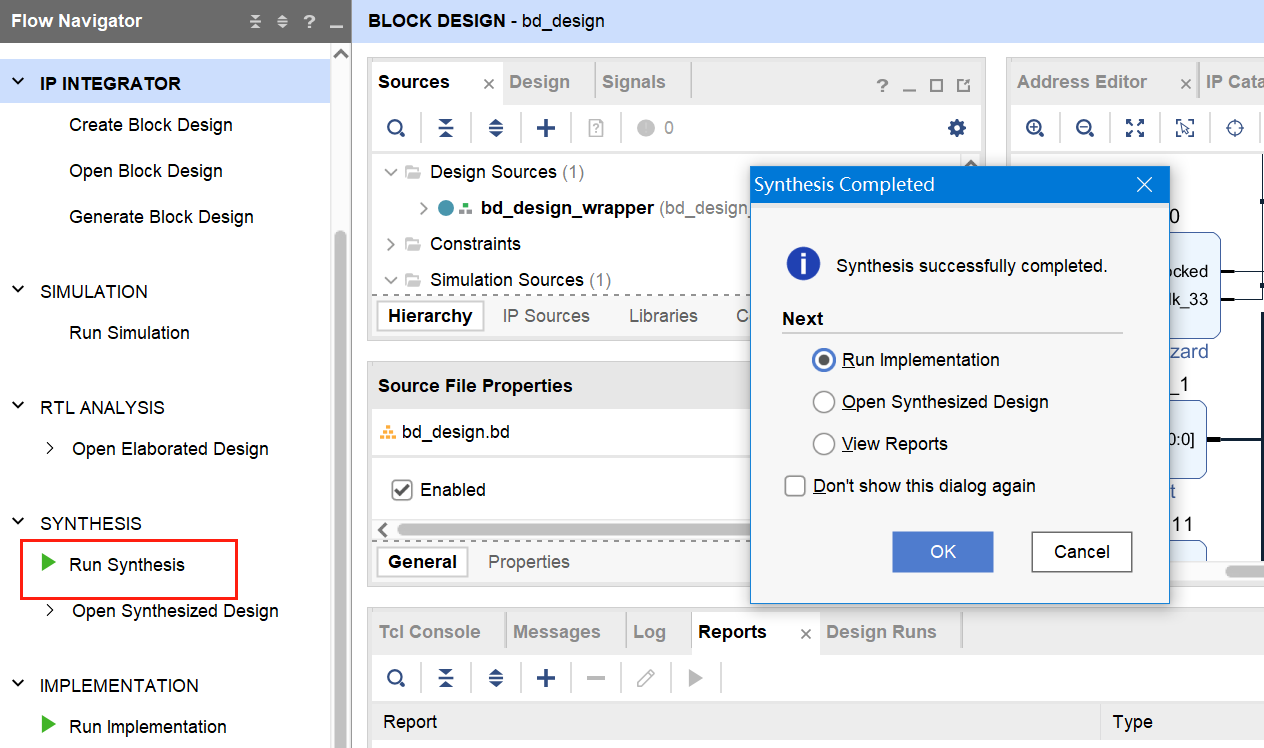 Flow Navigator
?
BLOCK DESIGN - bd_design
IP INTEGRATOR
Create Block Design
Open Block Design
Generate Block Design
SIMULATION
Run Simulation
RTL ANALYSIS
Open Elaborated Design
SYNTHESIS
Run Synthesis
Open Synthesized Design
IMPLEMENTATION
Run Implementation
Sources
Design
Signals
?
0
Design Sources (1)
bd_design_wrapper (bd_design_
Constraints
Simulation Sources (1)
Hierarchy
IP Sources
Libraries
C
Source File Properties
bd_design.bd
Enabled
General
Properties
Address Editor
IP Cata
0
ocked
lk_33
zard
_1
0:0]
t
11
Synthesis Completed
Synthesis successfully completed.
Next
Run Implementation
Open Synthesized Design
View Reports
Don't show this dialog again
OK
Cancel
Tcl Console
Messages
Log
Reports
Design Runs
Report
Type